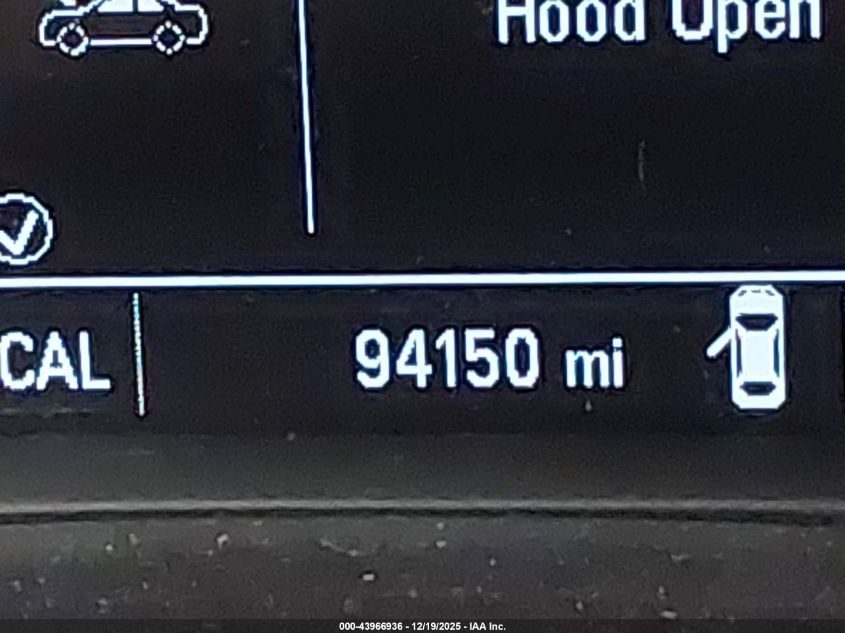 Hood Open
CAL
94150 mi
000-43966936 - 12/19/2025 - IAA Inc.